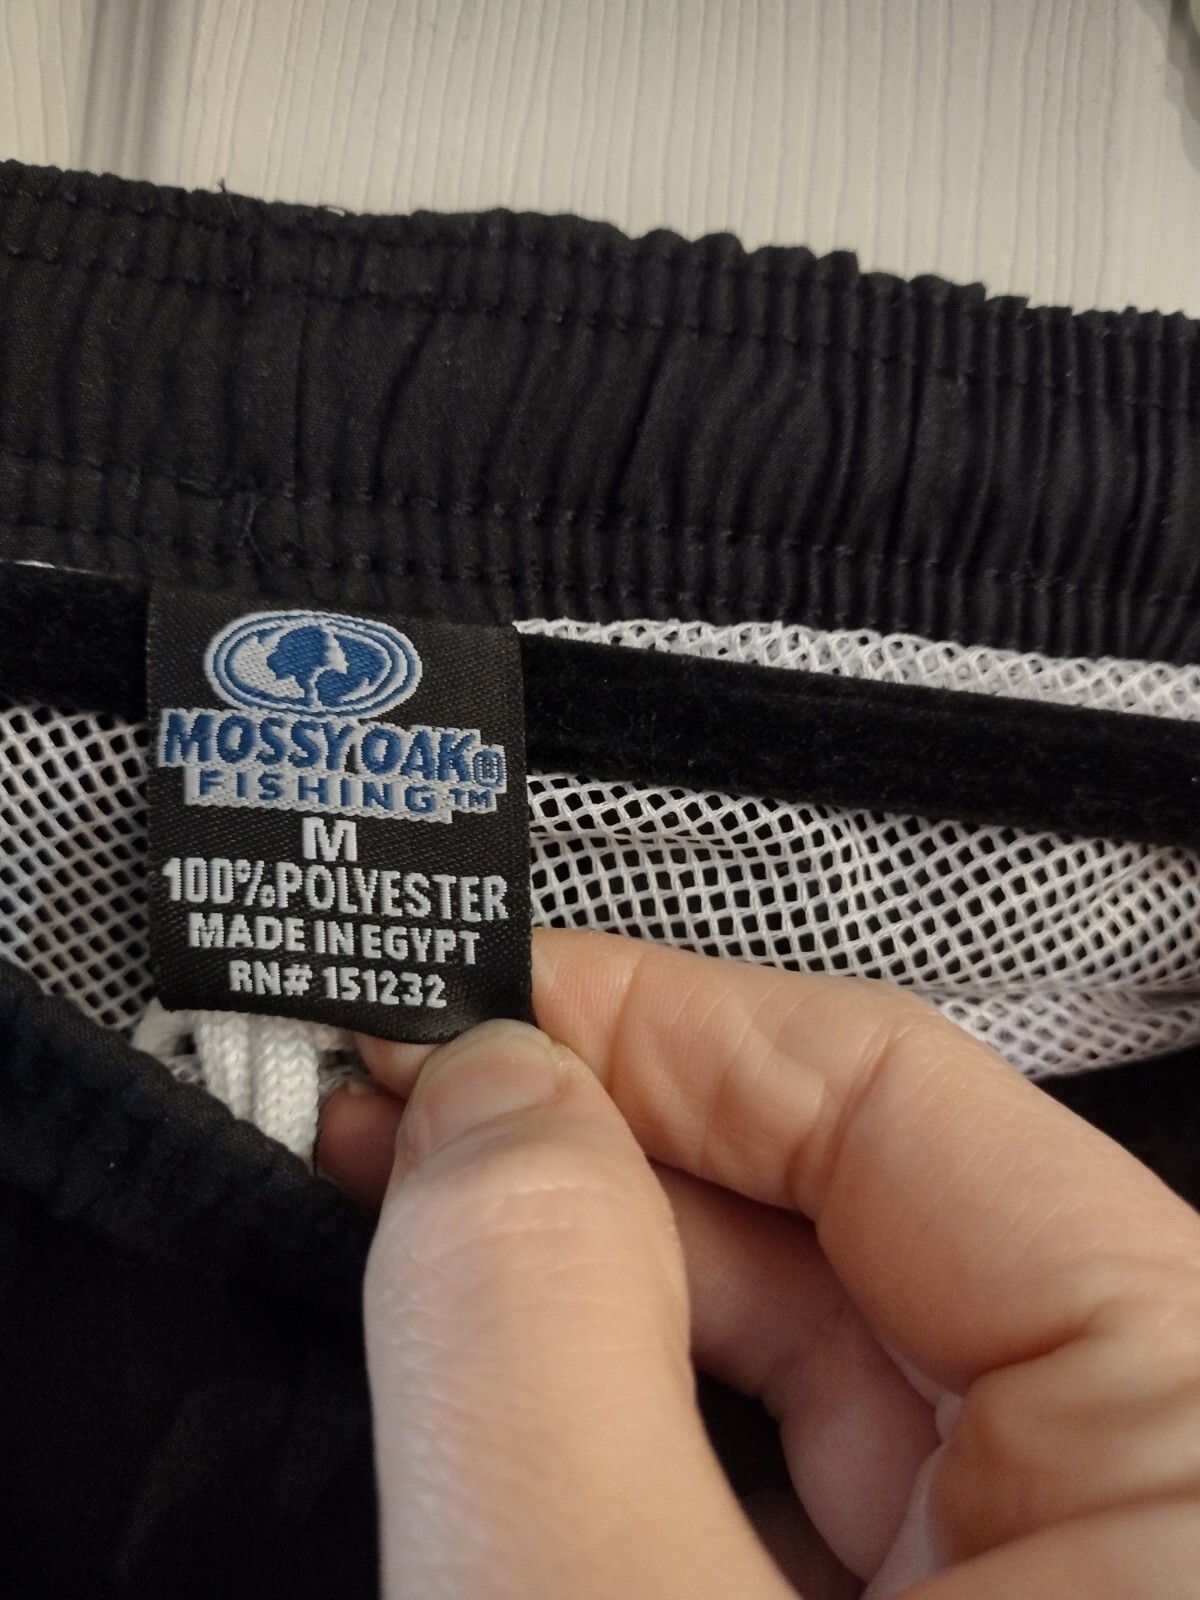 MOSSY OAK®
FISHING™
M
100%POLYESTER
MADE IN EGYPT
RN# 151232